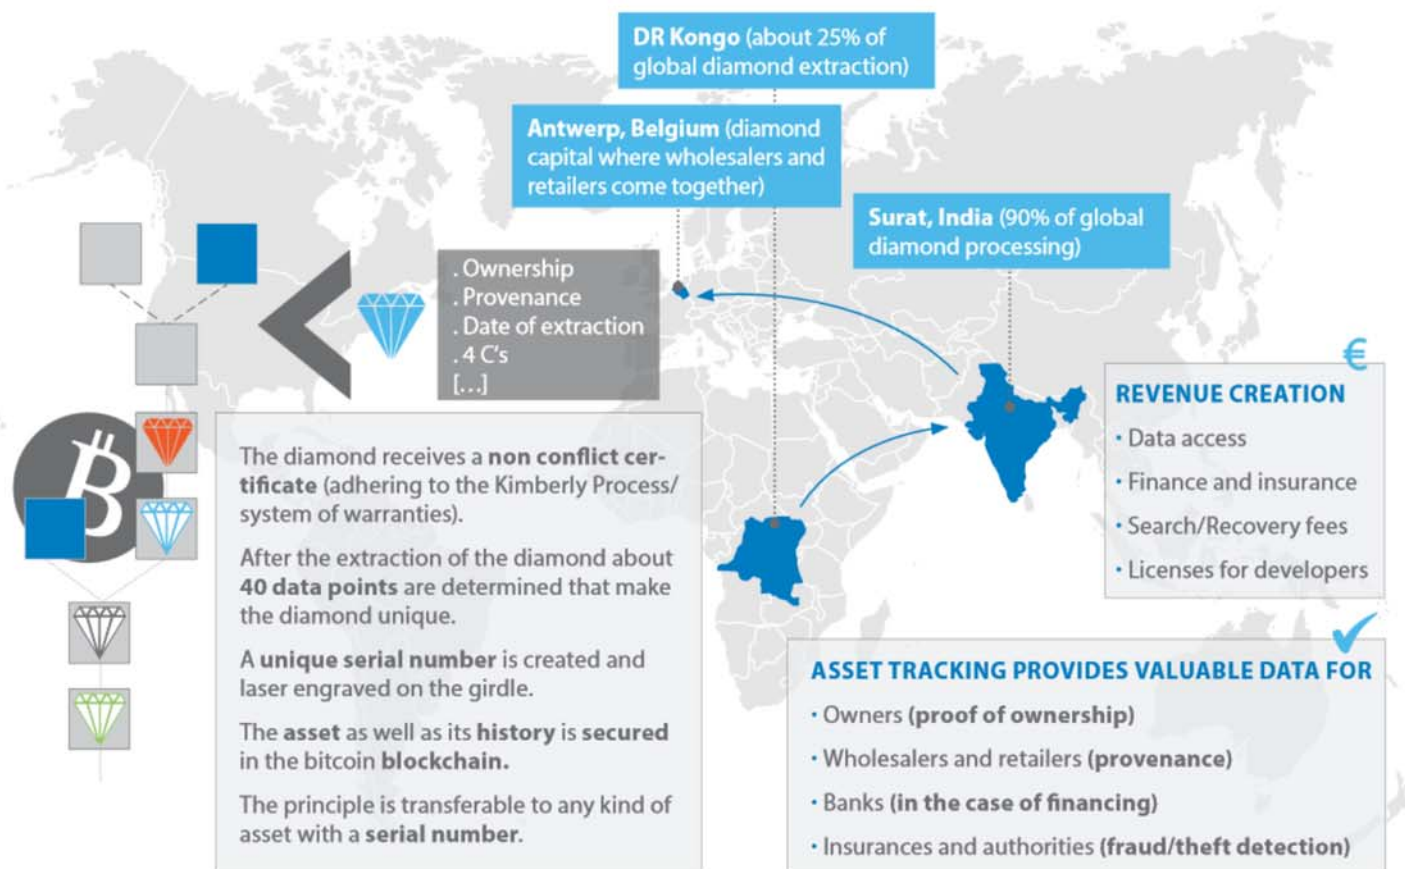 DR Kongo (about 25% of
global diamond extraction)
Antwerp, Belgium (diamond
capital where wholesalers and
retailers come together)
Surat, India (90% of global
diamond processing)
. Ownership
. Provenance
. Date of extraction
. 4 C's
[...]
The diamond receives a non conflict cer-
tificate (adhering to the Kimberly Process/
system of warranties).
After the extraction of the diamond about
40 data points are determined that make
the diamond unique.
A unique serial number is created and
laser engraved on the girdle.
The asset as well as its history is secured
in the bitcoin blockchain.
The principle is transferable to any kind of
asset with a serial number.
€
REVENUE CREATION
• Data access
• Finance and insurance
• Search/Recovery fees
• Licenses for developers
ASSET TRACKING PROVIDES VALUABLE DATA FOR
• Owners (proof of ownership)
• Wholesalers and retailers (provenance)
• Banks (in the case of financing)
• Insurances and authorities (fraud/theft detection)